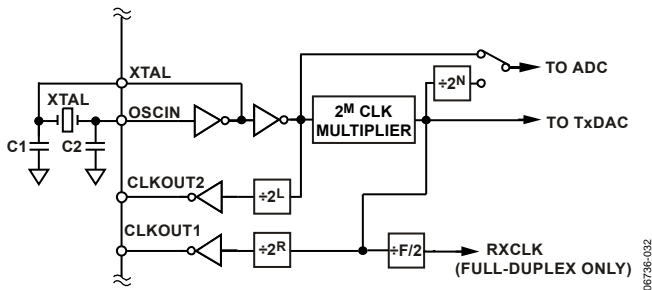 XTAL
TO ADC
÷2N
XTAL
OSCIN
2M CLK
MULTIPLIER
TO TxDAC
C1
C2
CLKOUT2
÷2L
CLKOUT1
÷2R
÷F/2
RXCLK
(FULL-DUPLEX ONLY)
06736-032